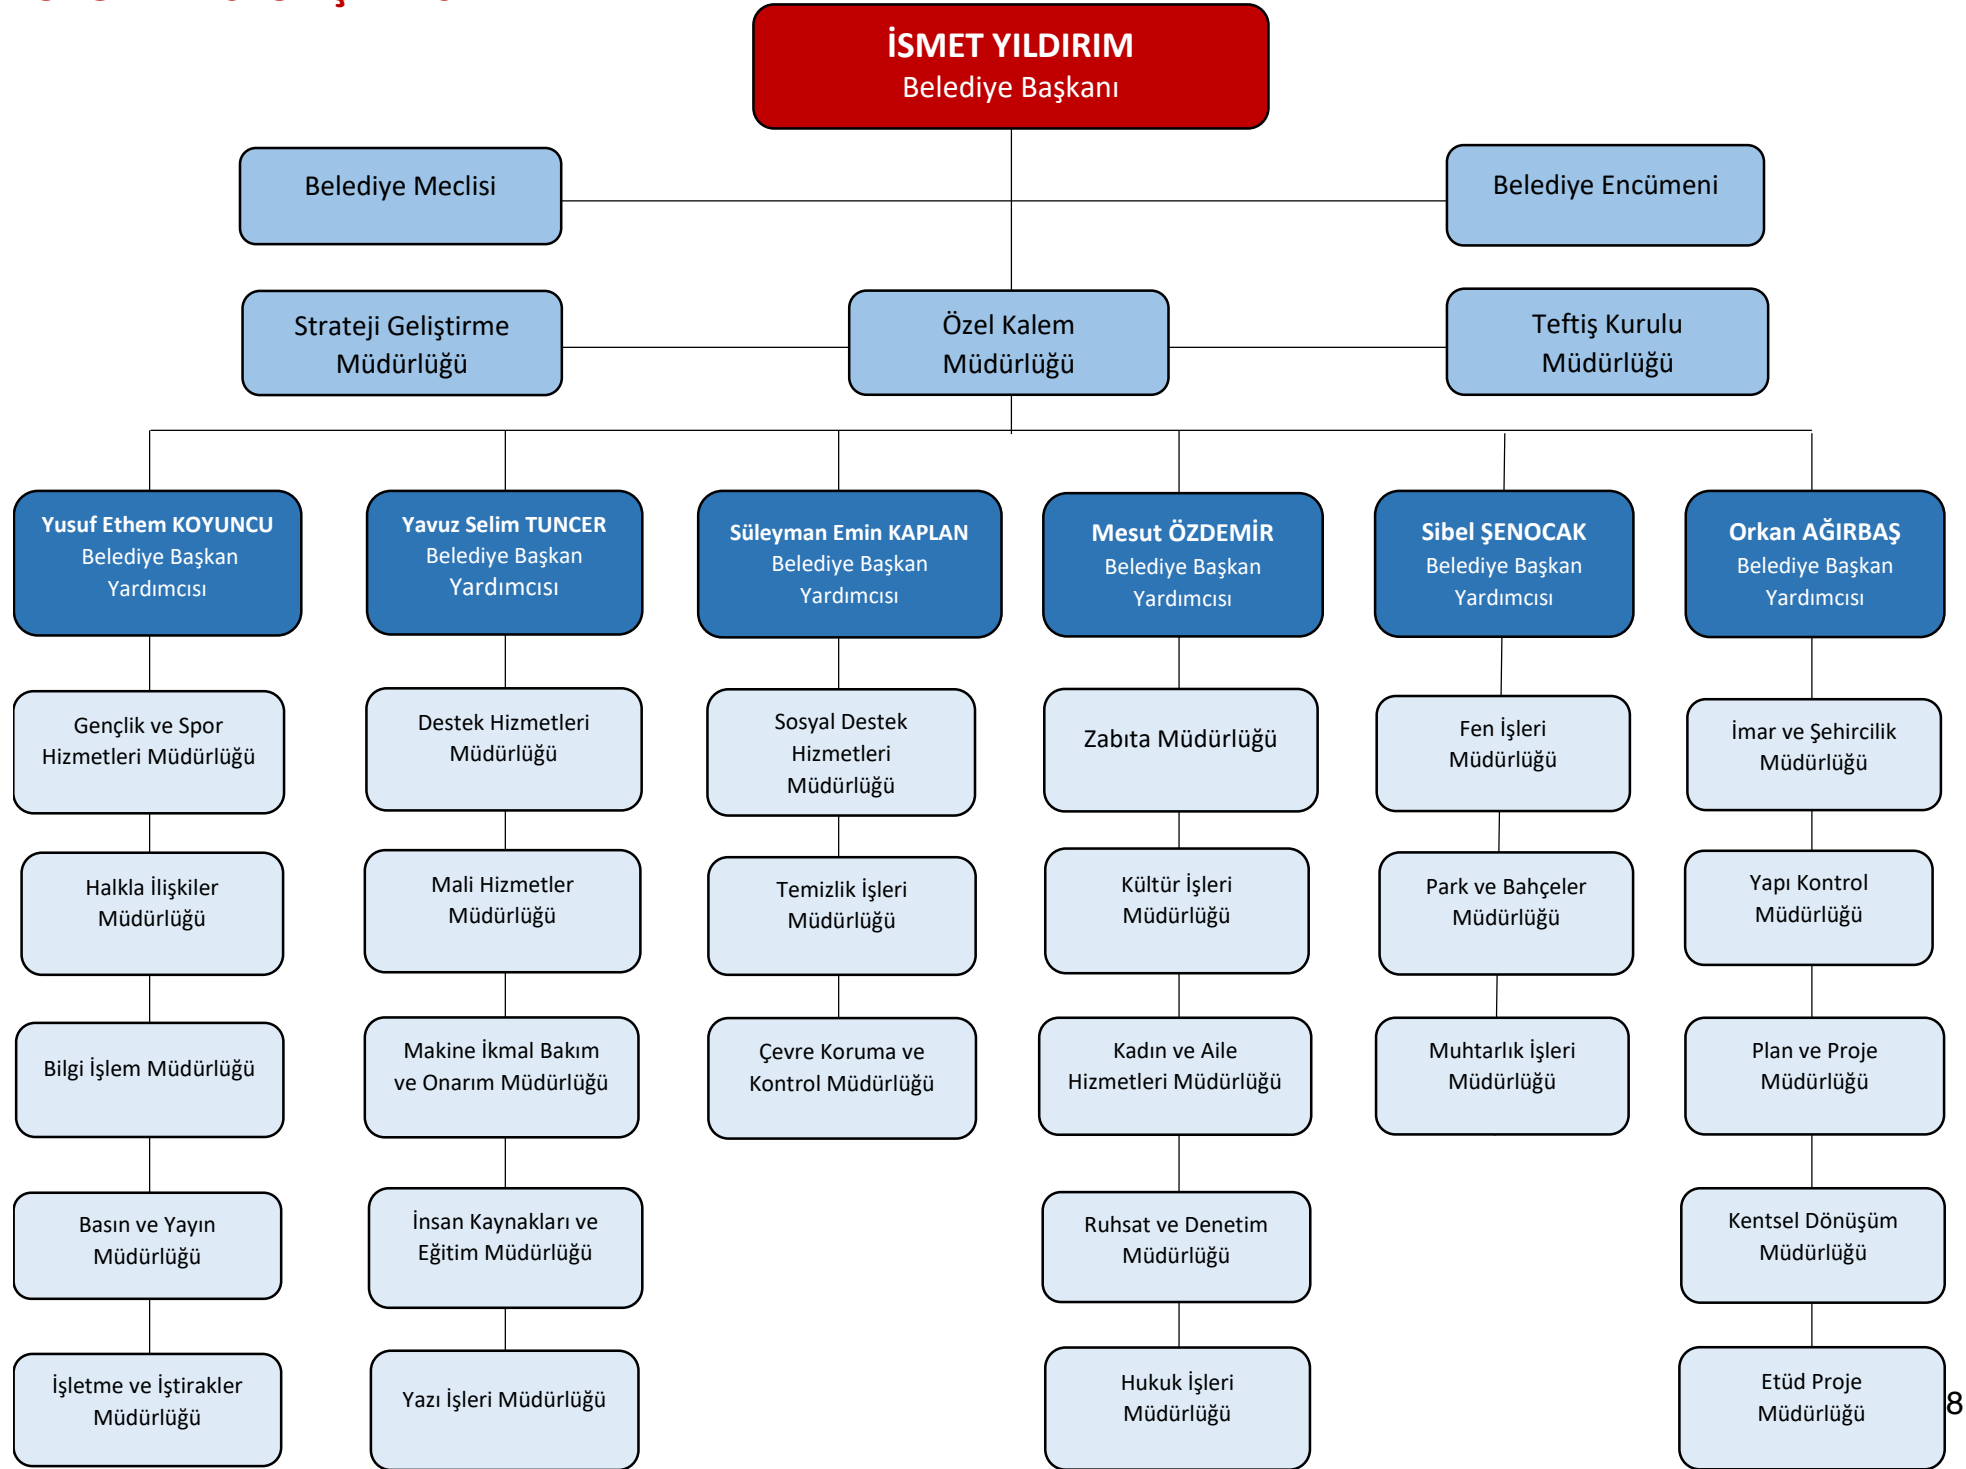 İSMET YILDIRIM
Belediye Başkanı
Belediye Meclisi
Belediye Encümeni
Strateji Geliştirme
Müdürlüğü
Özel Kalem
Müdürlüğü
Teftiş Kurulu
Müdürlüğü
Yusuf Ethem KOYUNCU
Belediye Başkan
Yardımcısı
Yavuz Selim TUNCER
Belediye Başkan
Yardımcısı
Süleyman Emin KAPLAN
Belediye Başkan
Yardımcısı
Mesut ÖZDEMİR
Belediye Başkan
Yardımcısı
Sibel ŞENOCAK
Belediye Başkan
Yardımcısı
Orkan AĞIRBAŞ
Belediye Başkan
Yardımcısı
Gençlik ve Spor
Hizmetleri Müdürlüğü
Destek Hizmetleri
Müdürlüğü
Sosyal Destek
Hizmetleri
Müdürlüğü
Zabıta Müdürlüğü
Fen İşleri
Müdürlüğü
İmar ve Şehircilik
Müdürlüğü
Halkla İlişkiler
Müdürlüğü
Mali Hizmetler
Müdürlüğü
Temizlik İşleri
Müdürlüğü
Kültür İşleri
Müdürlüğü
Park ve Bahçeler
Müdürlüğü
Yapı Kontrol
Müdürlüğü
Bilgi İşlem Müdürlüğü
Makine İkmal Bakım
ve Onarım Müdürlüğü
Çevre Koruma ve
Kontrol Müdürlüğü
Kadın ve Aile
Hizmetleri Müdürlüğü
Muhtarlık İşleri
Müdürlüğü
Plan ve Proje
Müdürlüğü
Basın ve Yayın
Müdürlüğü
İnsan Kaynakları ve
Eğitim Müdürlüğü
Ruhsat ve Denetim
Müdürlüğü
Kentsel Dönüşüm
Müdürlüğü
İşletme ve İştirakler
Müdürlüğü
Yazı İşleri Müdürlüğü
Hukuk İşleri
Müdürlüğü
Etüd Proje
Müdürlüğü
8